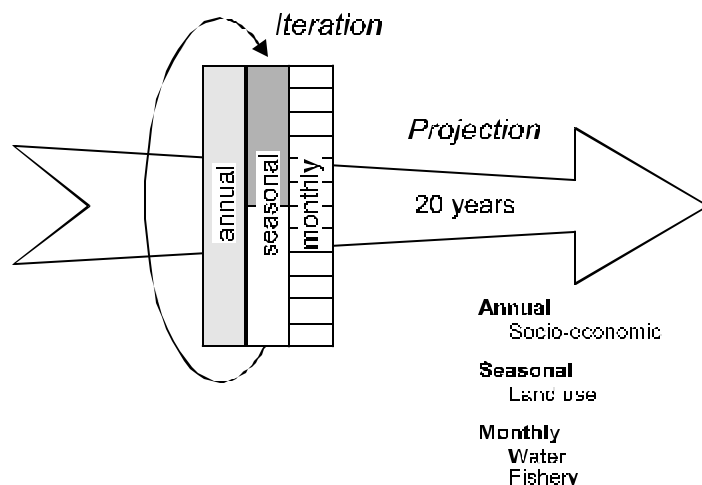 Iteration
Projection
annual
seasonal
monthly
20 years
Annual
Socio-economic
Seasonal
Land use
Monthly
Water
Fishery